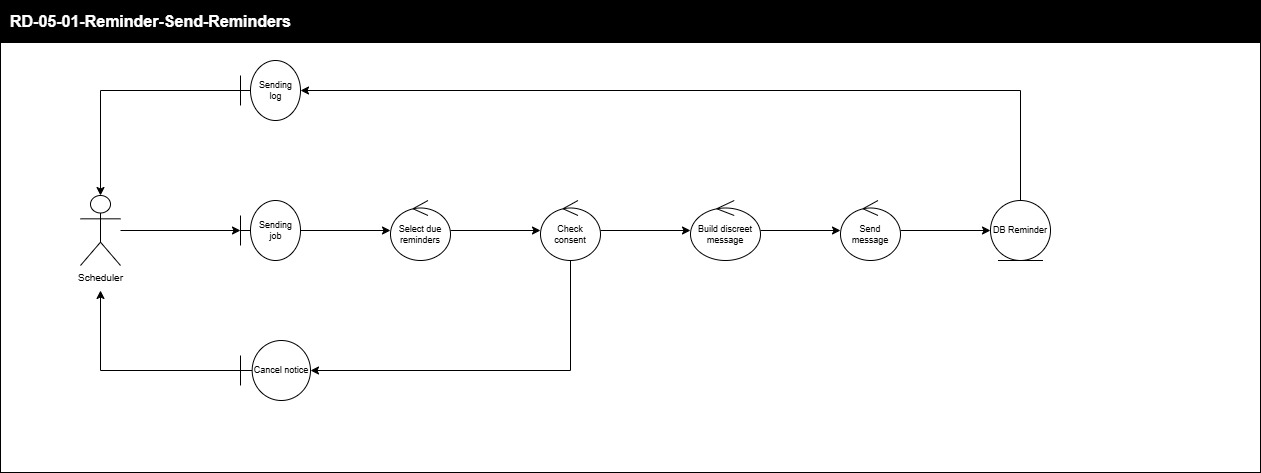 RD-05-01-Reminder-Send-Reminders
Sending
log
Sending
job
Select due
reminders
Check
consent
Build discreet
message
Send
message
DB Reminder
Scheduler
Cancel notice